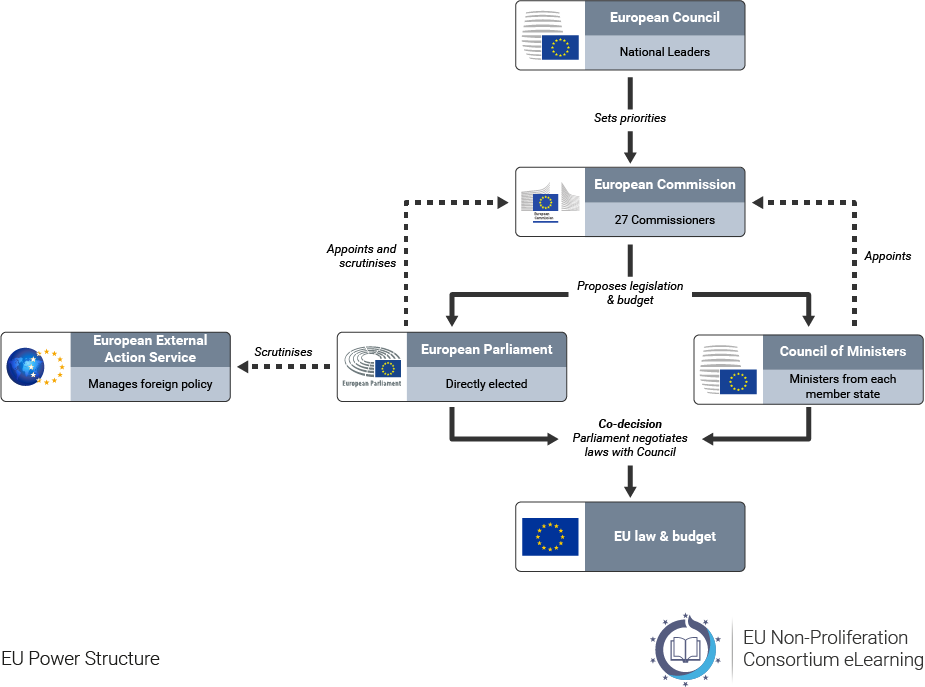 European Council
National Leaders
Sets priorities
European Commission
European
Commission
27 Commissioners
Appoints and
scrutinises
Appoints
Proposes legislation
& budget
European External
Action Service
Manages foreign policy
Scrutinises
European Parliament
European Parliament
Directly elected
Council of Ministers
Ministers from each
member state
Co-decision
Parliament negotiates
laws with Council
EU law & budget
EU Power Structure
EU Non-Proliferation
Consortium eLearning